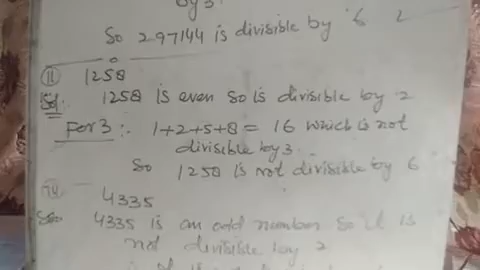 by 3
So 297144 is divisible by 6
(ii) 1258
Sol: 1258 is even so is divisible by 2
For 3 :. 1+2+5+8 = 16 which is not
divisible by 3
So 1258 is not divisible by 6
4335
4335 is an odd number so it is
not divisible by 2